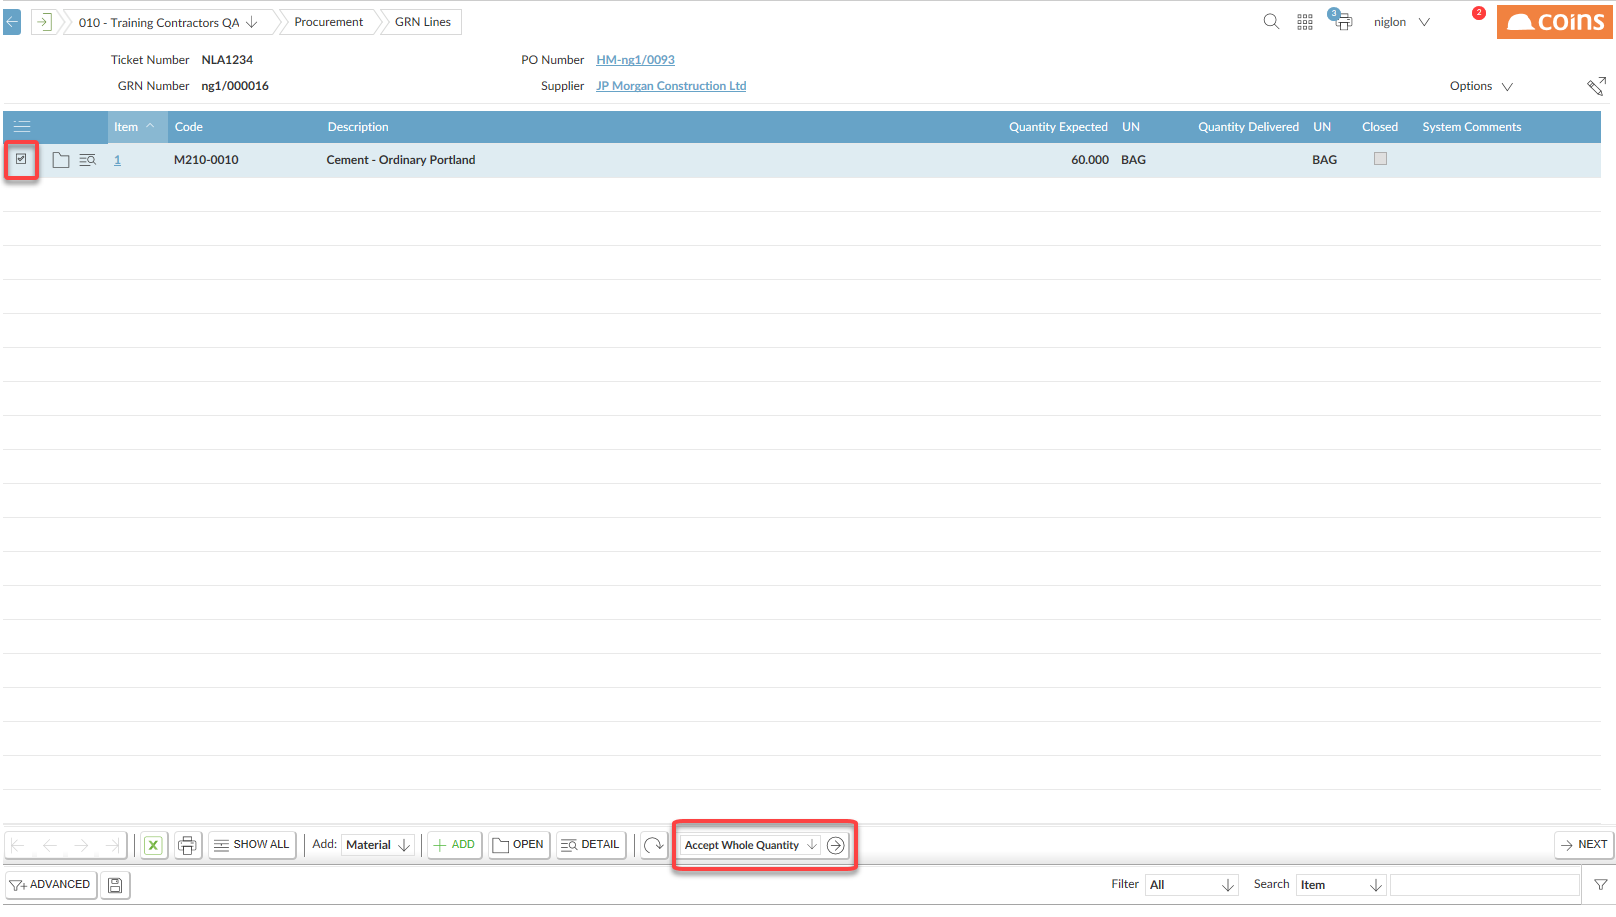 010 - Training Contractors QA Procurement GRN Lines 3 niglon 2 coins
Ticket Number NLA1234 PO Number HM-ng1/0093
GRN Number ng1/000016 Supplier JP Morgan Construction Ltd Options
Item Code Description Quantity Expected UN Quantity Delivered UN Closed System Comments
1 M210-0010 Cement - Ordinary Portland 60.000 BAG BAG
X SHOW ALL Add: Material + ADD OPEN DETAIL Accept Whole Quantity NEXT
ADVANCED Filter All Search Item